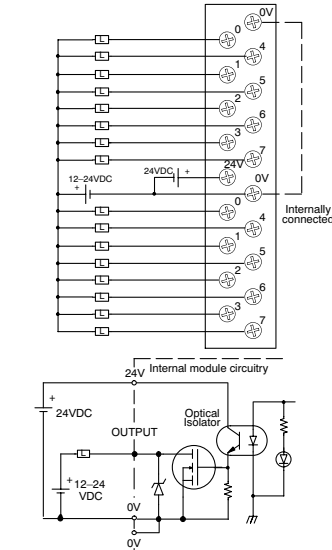 0V
0
L
4
L
1
L
5
L
2
L
6
L
3
L
7
L
24V
24VDC
+
12–24VDC
+
0V
Internally
connected
0
L
4
L
1
L
5
L
2
L
6
L
3
L
7
L
24V
Internal module circuitry
+
24VDC
Optical
Isolator
OUTPUT
L
+
12–24
VDC
0V
0V